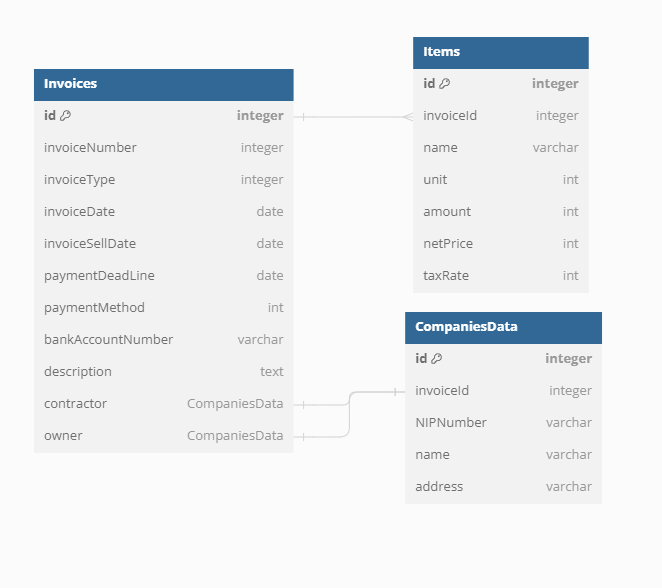 Invoices
id integer
invoiceNumber integer
invoiceType integer
invoiceDate date
invoiceSellDate date
paymentDeadLine date
paymentMethod int
bankAccountNumber varchar
description text
contractor CompaniesData
owner CompaniesData
Items
id integer
invoiceId integer
name varchar
unit int
amount int
netPrice int
taxRate int
CompaniesData
id integer
invoiceId integer
NIPNumber varchar
name varchar
address varchar